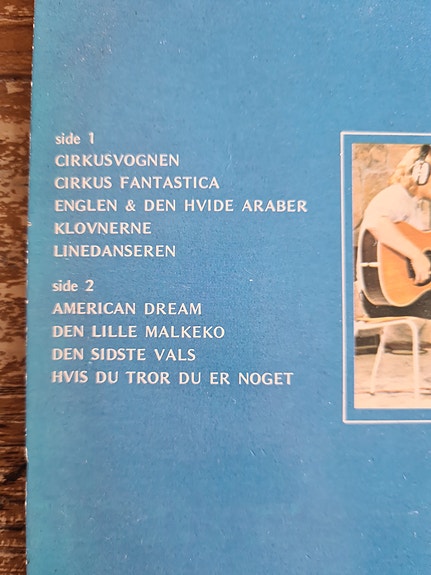 side 1
CIRKUSVOGNEN
CIRKUS FANTASTICA
ENGLEN & DEN HVIDE ARABER
KLOVNERNE
LINEDANSEREN
side 2
AMERICAN DREAM
DEN LILLE MALKEKO
DEN SIDSTE VALS
HVIS DU TROR DU ER NOGET